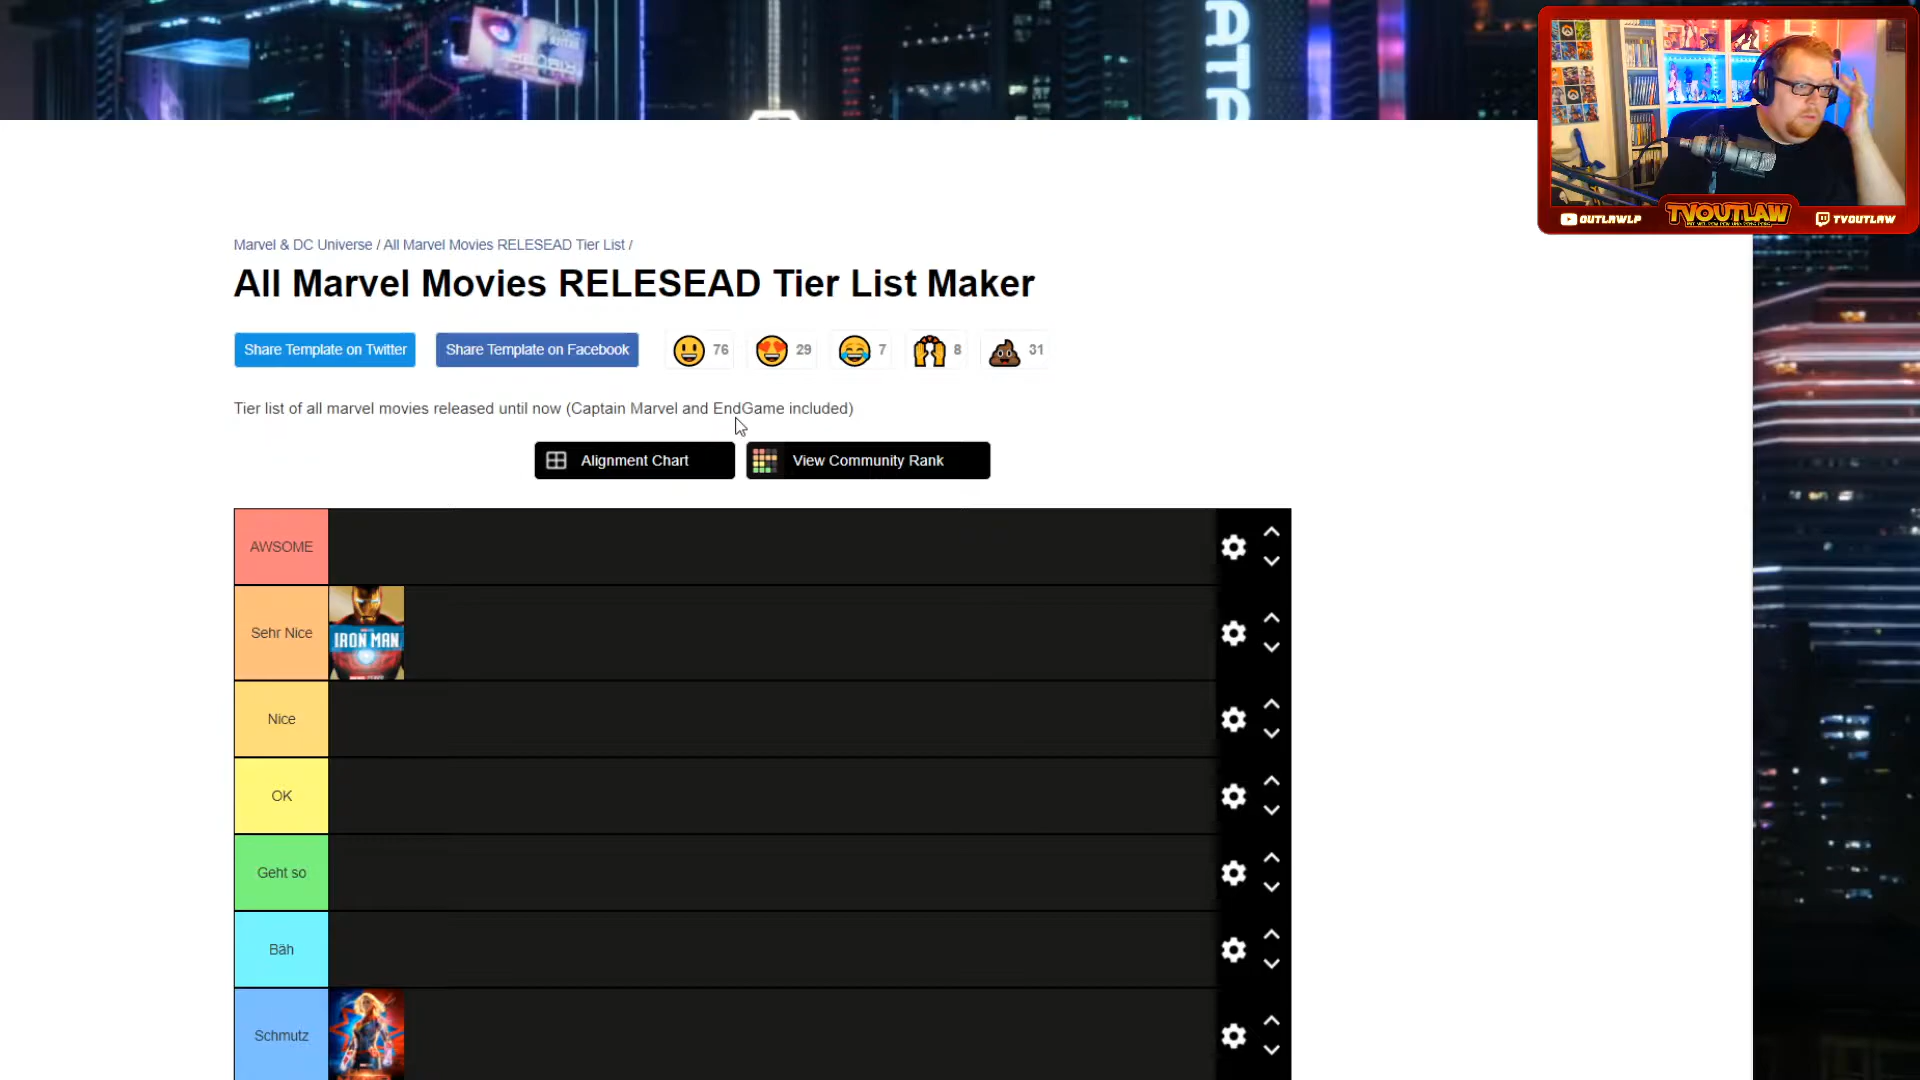 ATA
OUTLAWLP
TVOUTLAW
TVOUTLAW
Marvel & DC Universe / All Marvel Movies RELESEAD Tier List /
All Marvel Movies RELESEAD Tier List Maker
Share Template on Twitter
Share Template on Facebook
76
29
7
8
31
Tier list of all marvel movies released until now (Captain Marvel and EndGame included)
Alignment Chart
View Community Rank
AWSOME
Sehr Nice
IRON MAN
Nice
OK
Geht so
Bäh
Schmutz